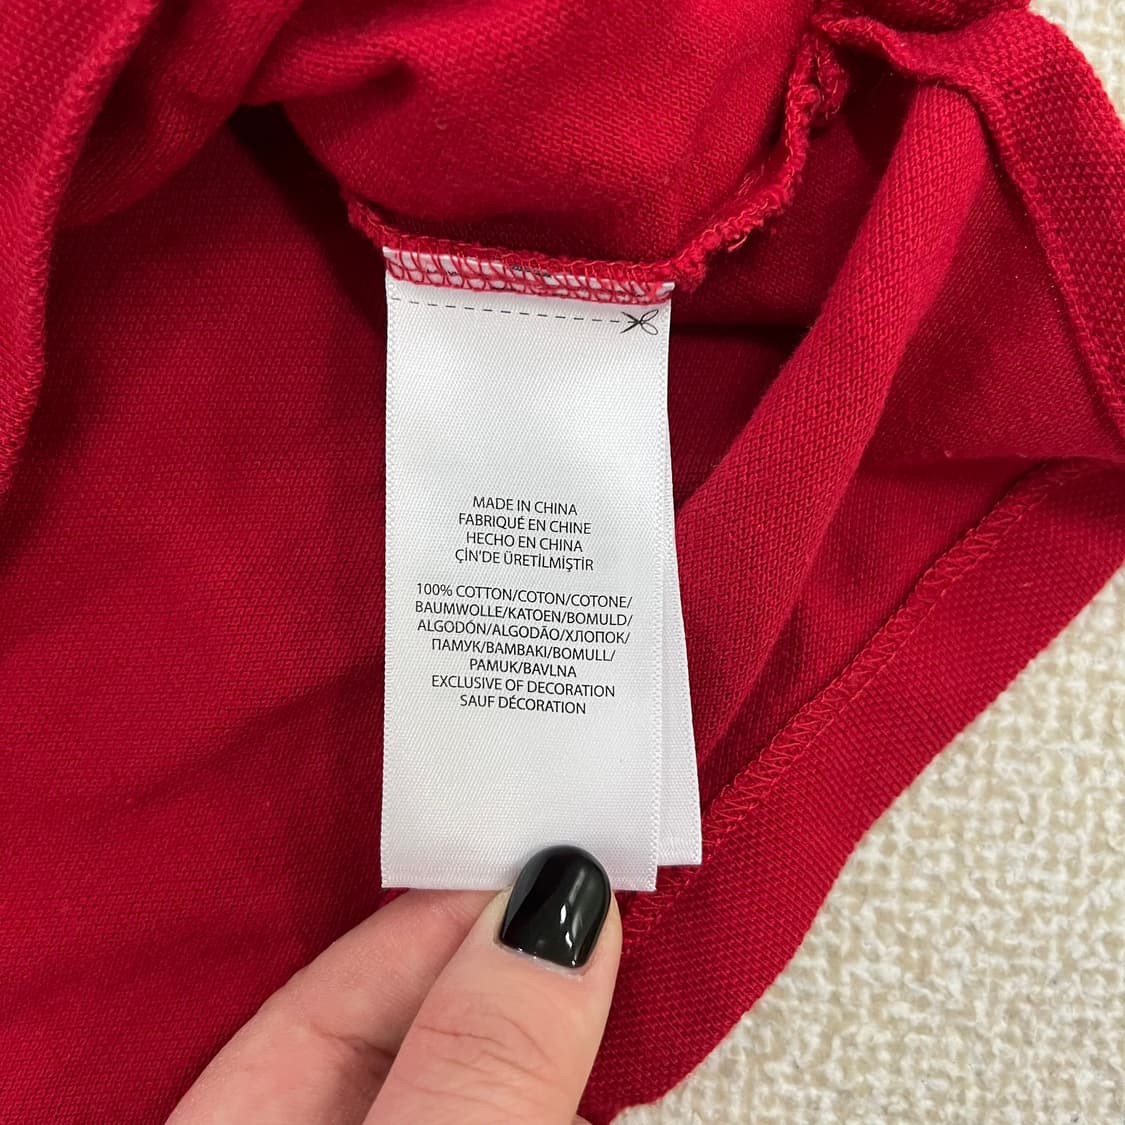 MADE IN CHINA
FABRIQUÉ EN CHINE
HECHO EN CHINA
ÇİN'DE ÜRETİLMİŞTİR
100% COTTON/COTON/COTONE/
BAUMWOLLE/KATOEN/BOMULD/
ALGODÓN/ALGODÃO/ХЛОПОК/
ПАМУК/BAMBAKI/BOMULL/
PAMUK/BAVLNA
EXCLUSIVE OF DECORATION
SAUF DÉCORATION